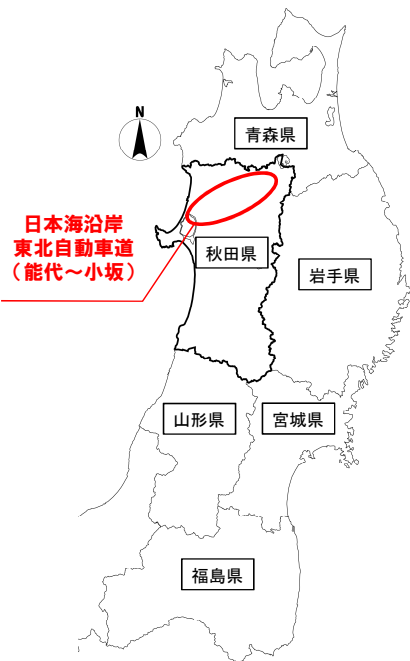 N
青森県
日本海沿岸
東北自動車道
（能代～小坂）
秋田県
岩手県
山形県
宮城県
福島県